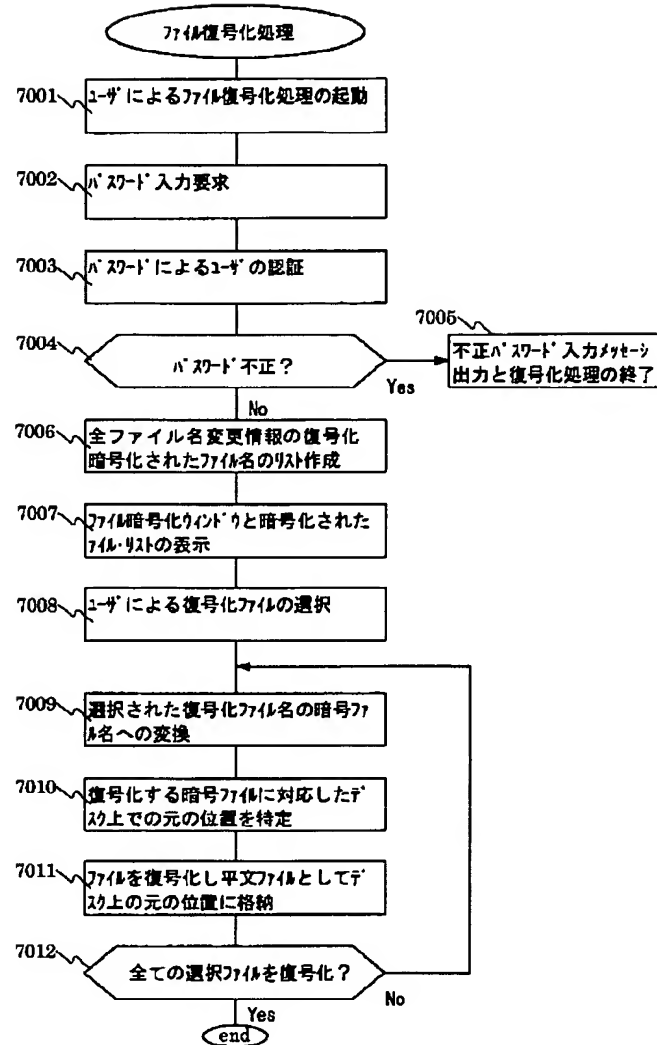 ファイル復号化処理
7001
ユーザによるファイル復号化処理の起動
7002
パスワード入力要求
7003
パスワードによるユーザの認証
7004
パスワード不正？
Yes
7005
不正パスワード入力メッセージ
出力と復号化処理の終了
No
7006
全ファイル名変更情報の復号化
暗号化されたファイル名のリスト作成
7007
ファイル暗号化ウィンドウと暗号化された
ァイル・リストの表示
7008
ユーザによる復号化ファイルの選択
7009
選択された復号化ファイル名の暗号ファ
ル名への変換
7010
復号化する暗号ファイルに対応したデ
スク上での元の位置を特定
7011
ファイルを復号化し平文ファイルとしてデ
スク上の元の位置に格納
7012
全ての選択ファイルを復号化？
No
Yes
end